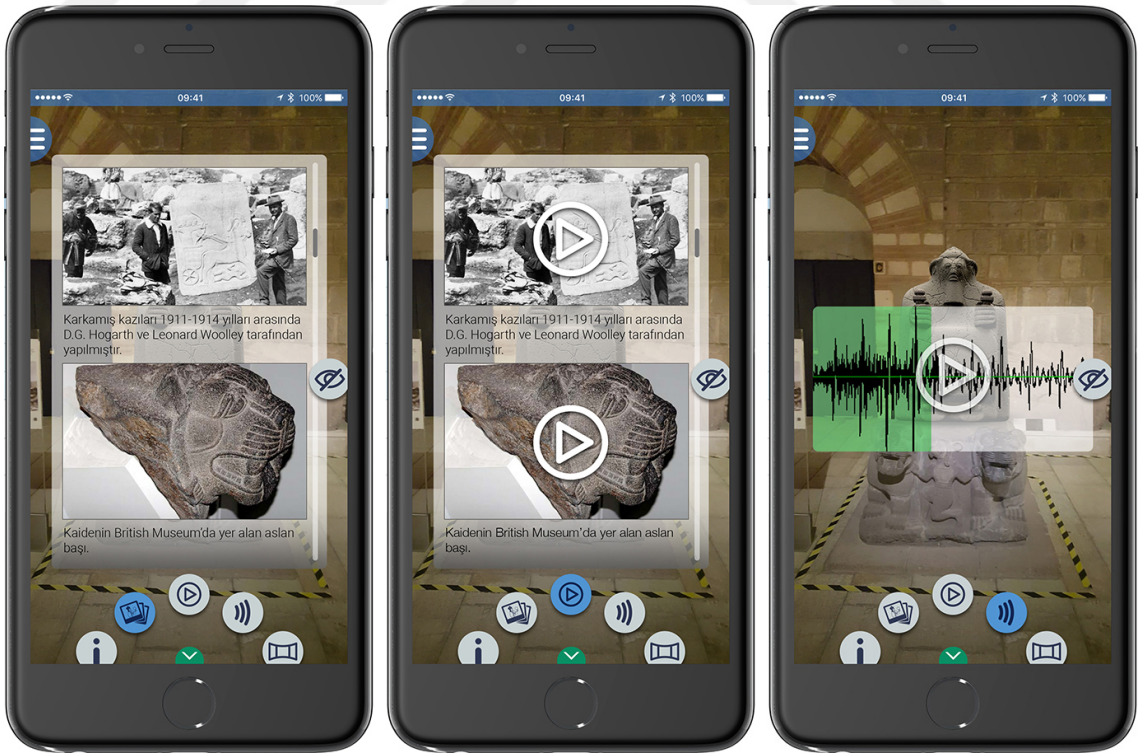 09:41
100%
Karkamış kazıları 1911-1914 yılları arasında
D.G. Hogarth ve Leonard Woolley tarafından
yapılmıştır.
Kaidenin British Museum'da yer alan aslan
başı.
09:41
100%
Karkamış kazıları 1911-1914 yılları arasında
D.G. Hogarth ve Leonard Woolley tarafından
yapılmıştır.
Kaidenin British Museum'da yer alan aslan
başı.
09:41
100%